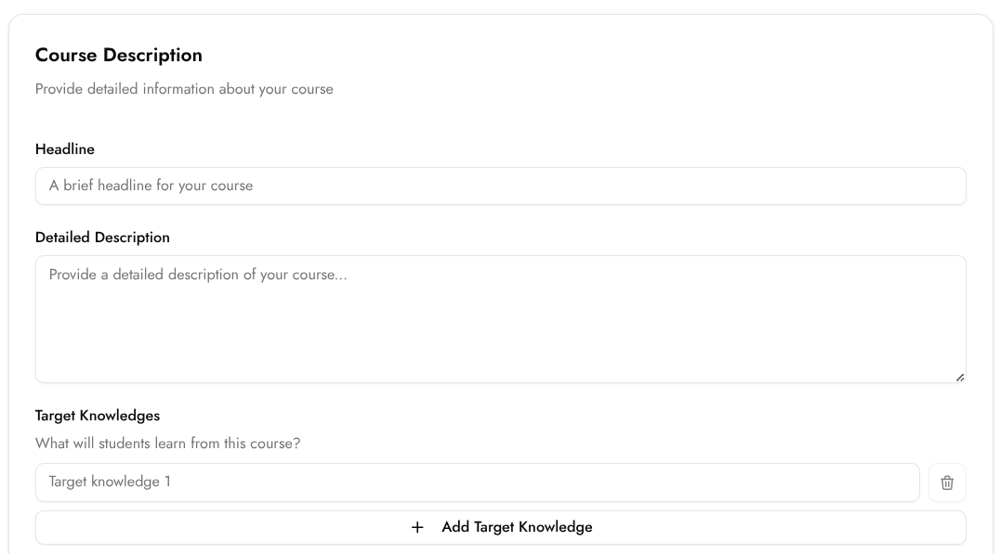 Course Description
Provide detailed information about your course
Headline
A brief headline for your course
Detailed Description
Provide a detailed description of your course...
Target Knowledges
What will students learn from this course?
Target knowledge 1
Add Target Knowledge